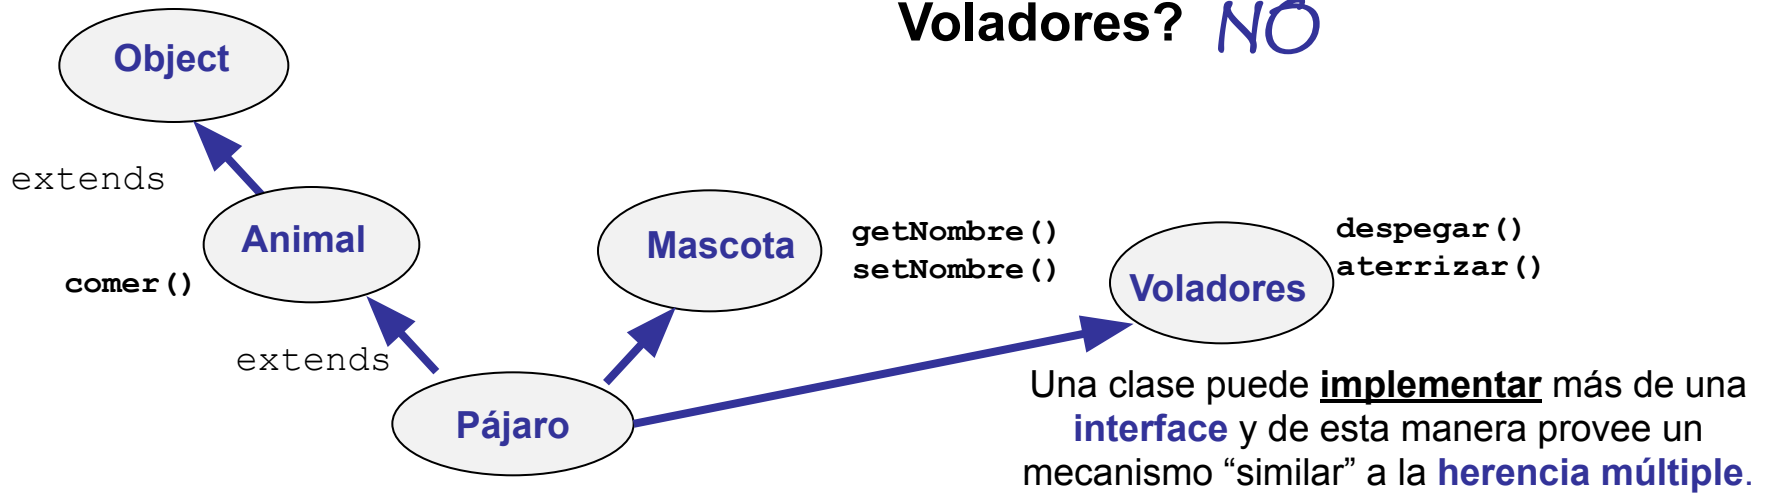 Voladores? NO
Object
extends
Animal
comer()
Mascota
getNombre()
setNombre()
Voladores
despegar()
aterrizar()
extends
Pájaro
Una clase puede implementar más de una
interface y de esta manera provee un
mecanismo “similar” a la herencia múltiple.